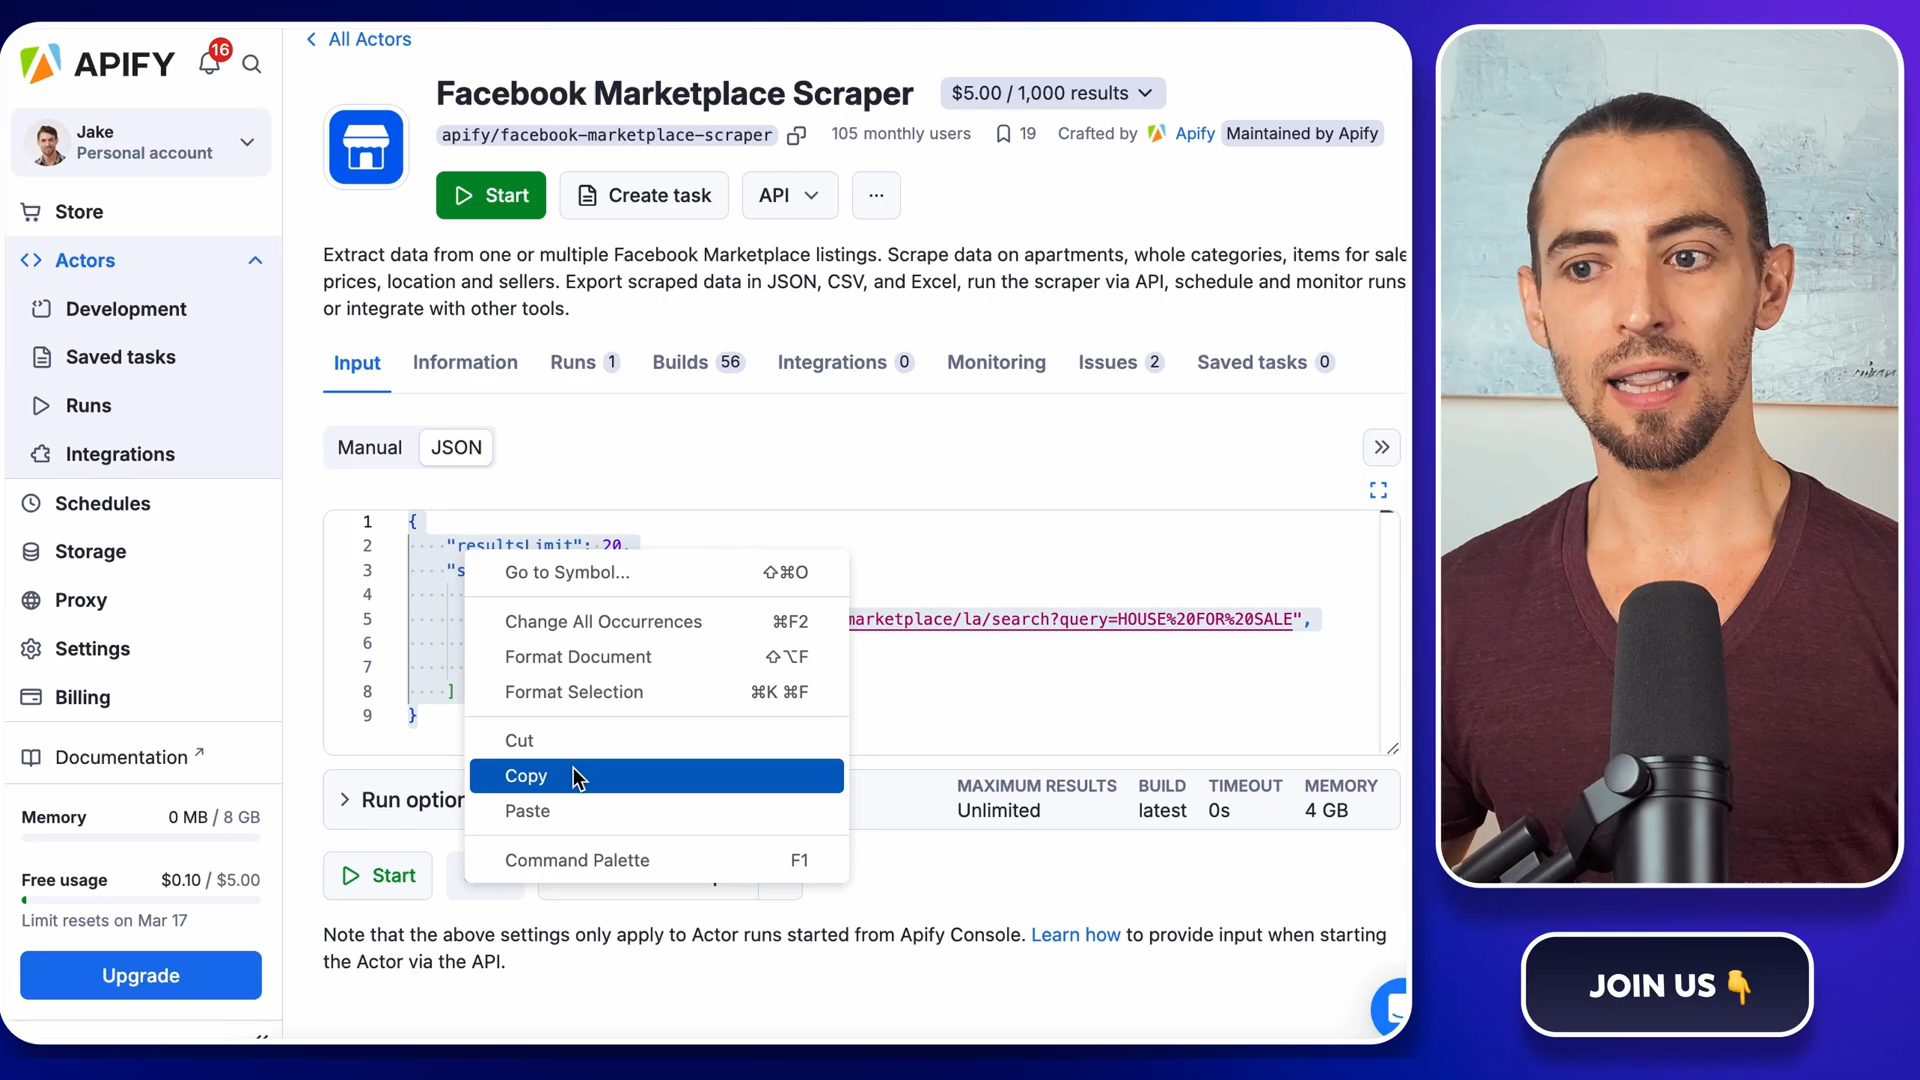 All Actors
APIFY
16
Facebook Marketplace Scraper
$5.00 / 1,000 results
apify/facebook-marketplace-scraper
105 monthly users
19
Crafted by
Apify
Maintained by Apify
Jake
Personal account
Start
Create task
API
...
Store
Actors
Development
Saved tasks
Runs
Integrations
Schedules
Storage
Proxy
Settings
Billing
Documentation
Memory
0 MB / 8 GB
Free usage
$0.10 / $5.00
Limit resets on Mar 17
Upgrade
Extract data from one or multiple Facebook Marketplace listings. Scrape data on apartments, whole categories, items for sale
prices, location and sellers. Export scraped data in JSON, CSV, and Excel, run the scraper via API, schedule and monitor runs
or integrate with other tools.
Input
Information
Runs 1
Builds 56
Integrations 0
Monitoring
Issues 2
Saved tasks 0
Manual
JSON
1 {
2 "resultsLimit": 20,
3 "s
4
5 marketplace/la/search?query=HOUSE%20FOR%20SALE",
6
7
8 ]
9 }
Go to Symbol... ⇧⌘O
Change All Occurrences ⌘F2
Format Document ⇧⌥F
Format Selection ⌘K ⌘F
Cut
Copy
Paste
Command Palette F1
Run option
MAXIMUM RESULTS
Unlimited
BUILD
latest
TIMEOUT
0s
MEMORY
4 GB
Start
Note that the above settings only apply to Actor runs started from Apify Console. Learn how to provide input when starting
the Actor via the API.
JOIN US 👇